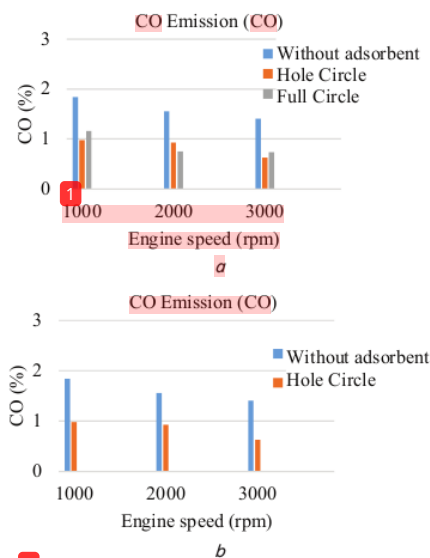 CO Emission (CO)
3
Without adsorbent
Hole Circle
Full Circle
2
CO (%)
1
0
1
1000 2000 3000
Engine speed (rpm)
a
CO Emission (CO)
3
Without adsorbent
Hole Circle
2
CO (%)
1
0
1000 2000 3000
Engine speed (rpm)
b